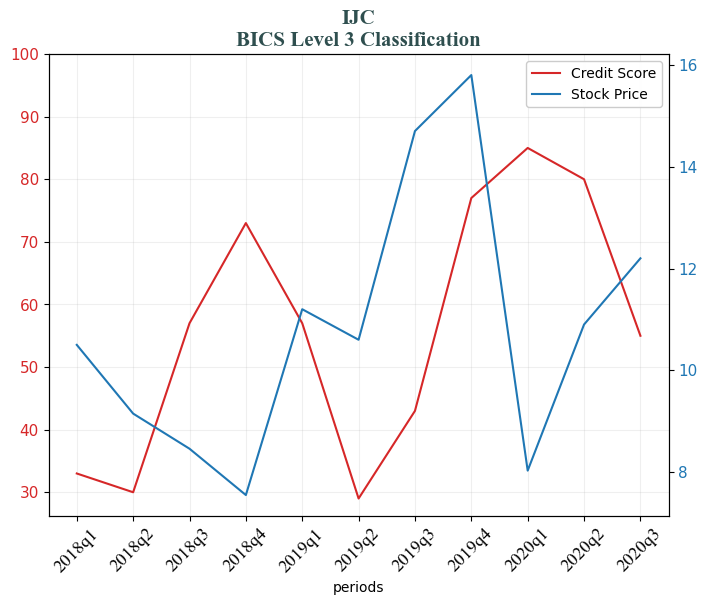 IJC
BICS Level 3 Classification
100
90
80
70
60
50
40
30
16
14
12
10
8
Credit Score
Stock Price
2018q1
2018q2
2018q3
2018q4
2019q1
2019q2
2019q3
2019q4
2020q1
2020q2
2020q3
periods